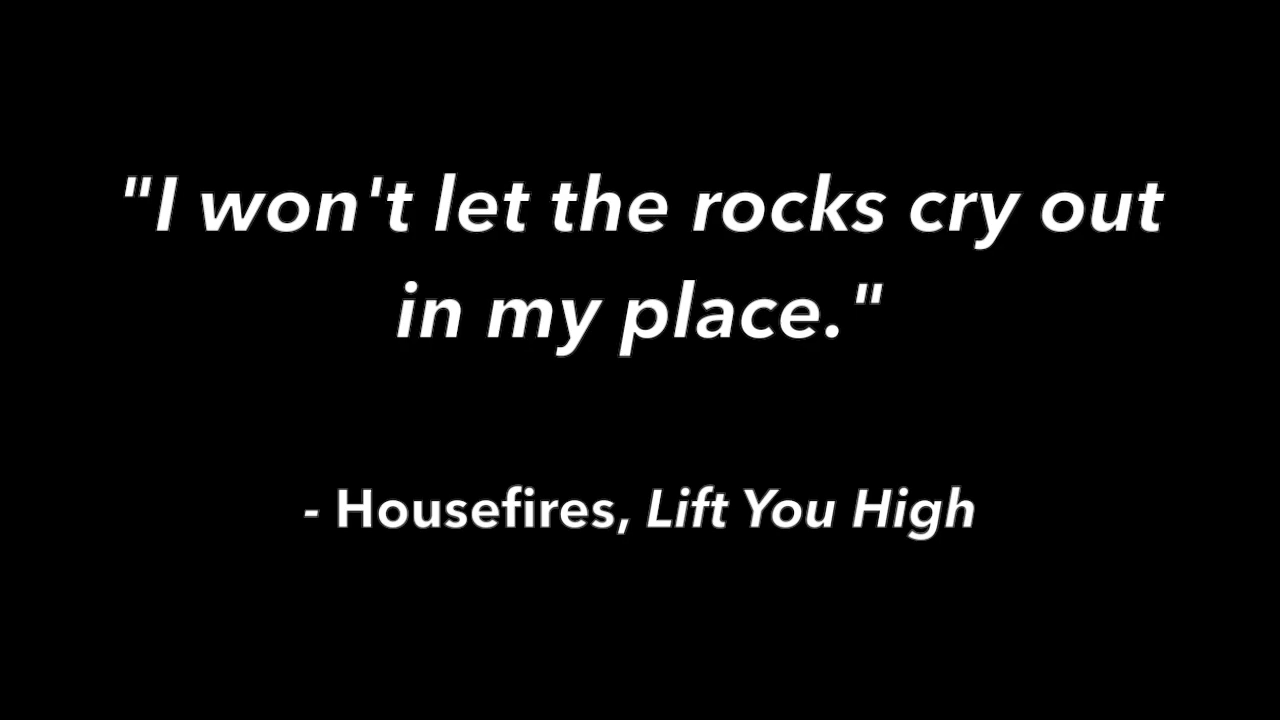 "I won't let the rocks cry out
in my place."
- Housefires, Lift You High